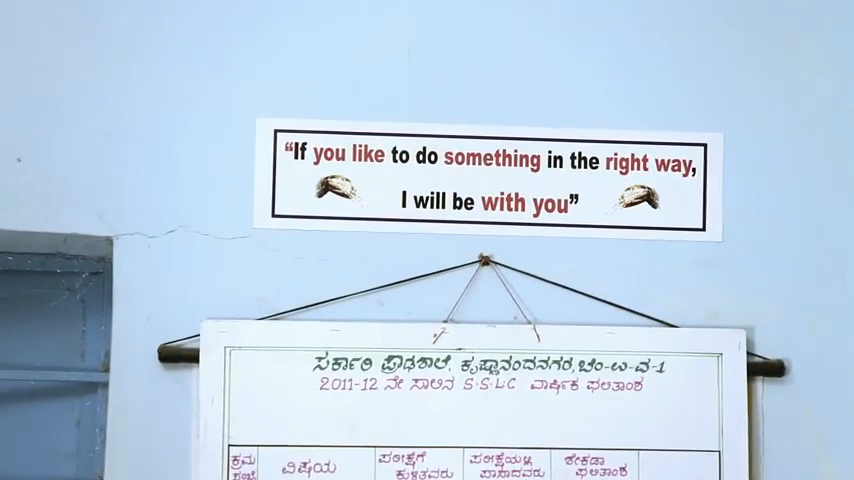 “If you like to do something in the right way,
I will be with you”
ಸರ್ಕಾರಿ ಪ್ರೌಢಶಾಲೆ, ಕೃಷ್ಣಾನಂದನಗರ, ಬೆಂ-ಉ-ವ-1
2011-12 ನೇ ಸಾಲಿನ S.S.L.C ವಾರ್ಷಿಕ ಫಲಿತಾಂಶ
ಕ್ರಮ ವಿಷಯ ಪರೀಕ್ಷೆಗೆ ಪರೀಕ್ಷೆಯಲ್ಲಿ ಶೇಕಡಾ
ಸಂಖ್ಯೆ ಕುಳಿತವರು ಪಾಸಾದವರು ಫಲಿತಾಂಶ